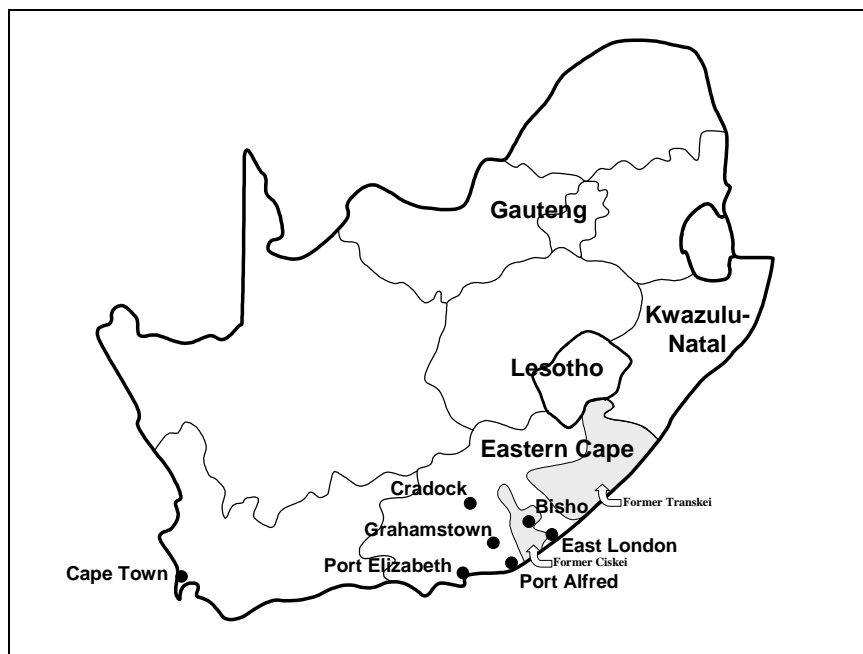 Gauteng
Kwazulu-
Natal
Lesotho
Eastern Cape
Cradock
Bisho
Former Transkei
Grahamstown
East London
Port Elizabeth
Former Ciskei
Cape Town
Port Alfred